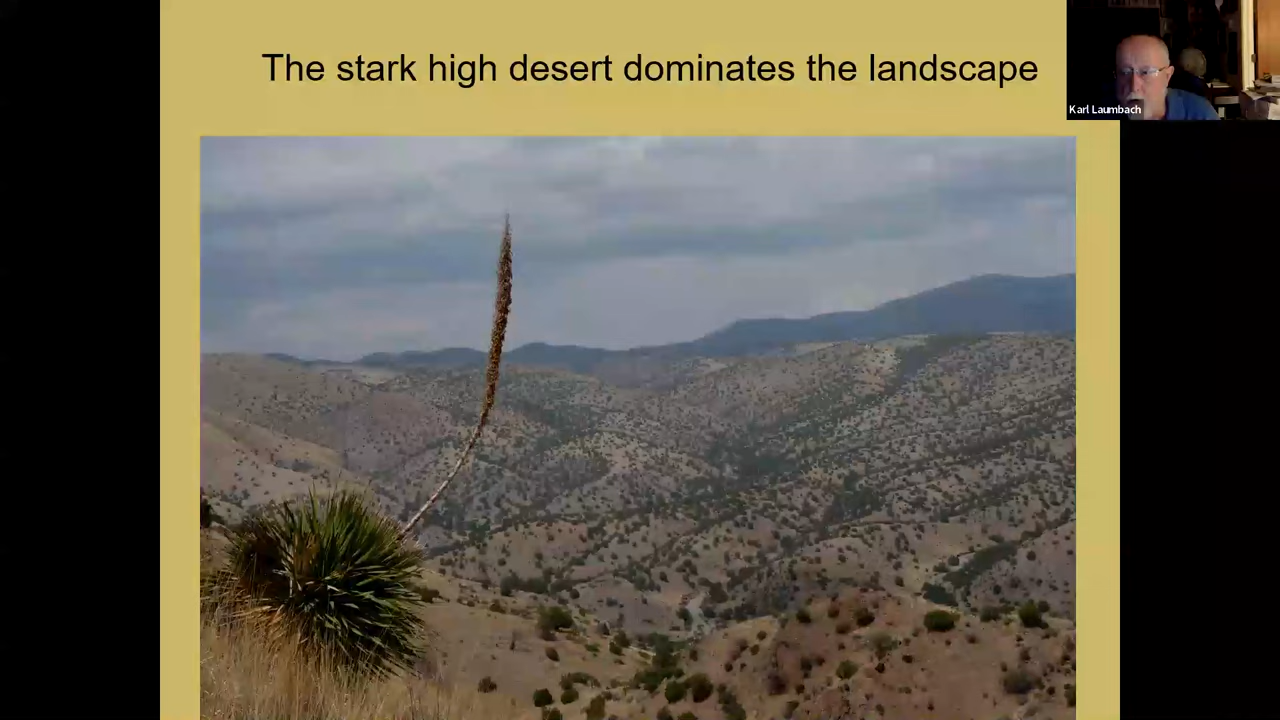 The stark high desert dominates the landscape
Karl Laumbach